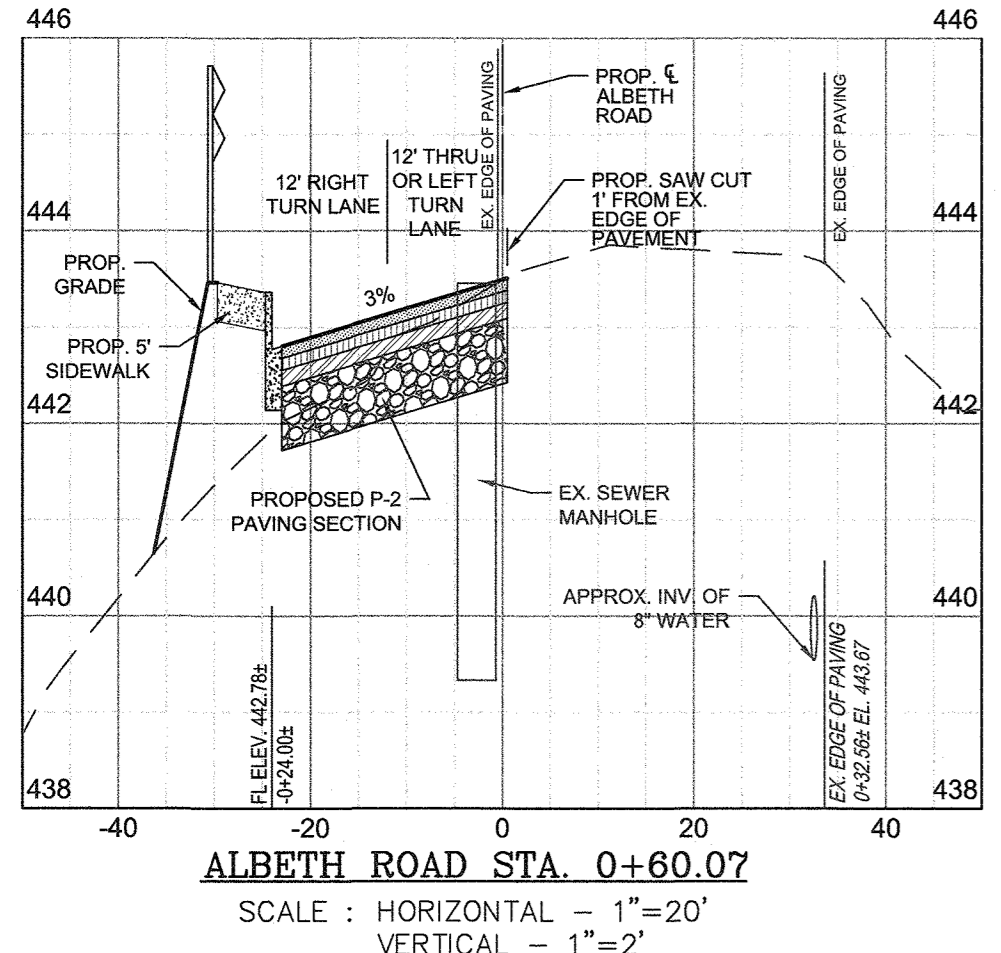 446
446
EX. EDGE OF PAVING
PROP. ℄
ALBETH
ROAD
EX. EDGE OF PAVING
12' RIGHT
TURN LANE
12' THRU
OR LEFT
TURN
LANE
PROP. SAW CUT
1' FROM EX.
EDGE OF
PAVEMENT
444
444
PROP.
GRADE
3%
PROP. 5'
SIDEWALK
442
442
PROPOSED P-2
PAVING SECTION
EX. SEWER
MANHOLE
440
440
APPROX. INV. OF
8" WATER
FL ELEV. 442.78±
-0+24.00±
EX. EDGE OF PAVING
0+32.56± EL. 443.67
438
438
-40
-20
0
20
40
ALBETH ROAD STA. 0+60.07
SCALE : HORIZONTAL - 1"=20'
VERTICAL - 1"=2'